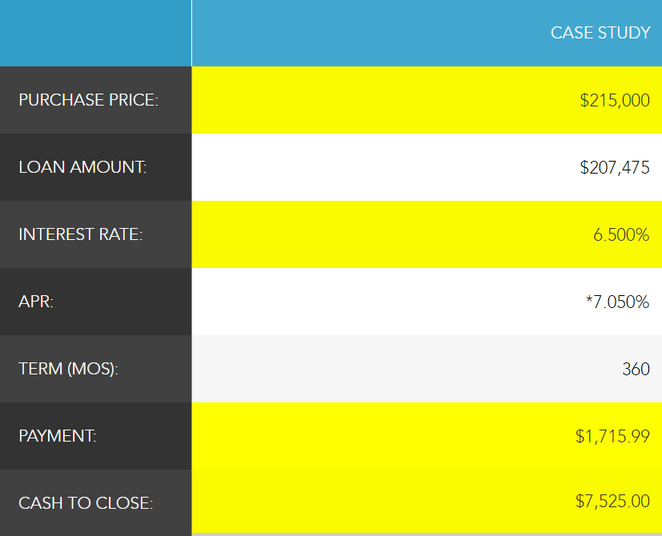 CASE STUDY
PURCHASE PRICE: $215,000
LOAN AMOUNT: $207,475
INTEREST RATE: 6.500%
APR: *7.050%
TERM (MOS): 360
PAYMENT: $1,715.99
CASH TO CLOSE: $7,525.00